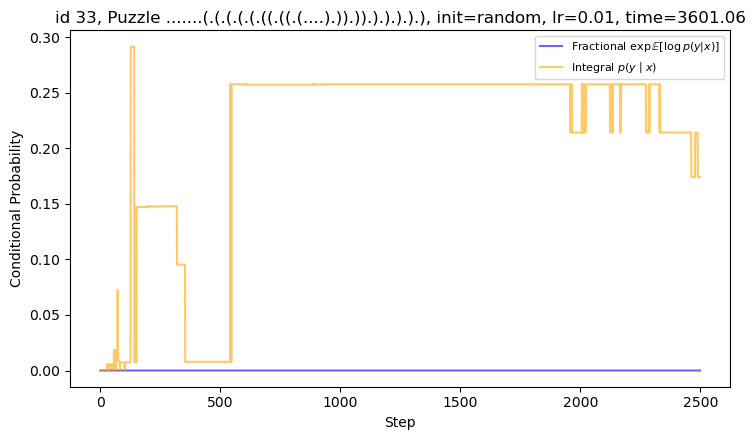 id 33, Puzzle .......(.(.(.(.(.((.((.(....).)).)).).).).).), init=random, lr=0.01, time=3601.06
Fractional exp𝔼[log p(y|x)]
Integral p(y | x)
Conditional Probability
0.30
0.25
0.20
0.15
0.10
0.05
0.00
0
500
1000
1500
2000
2500
Step